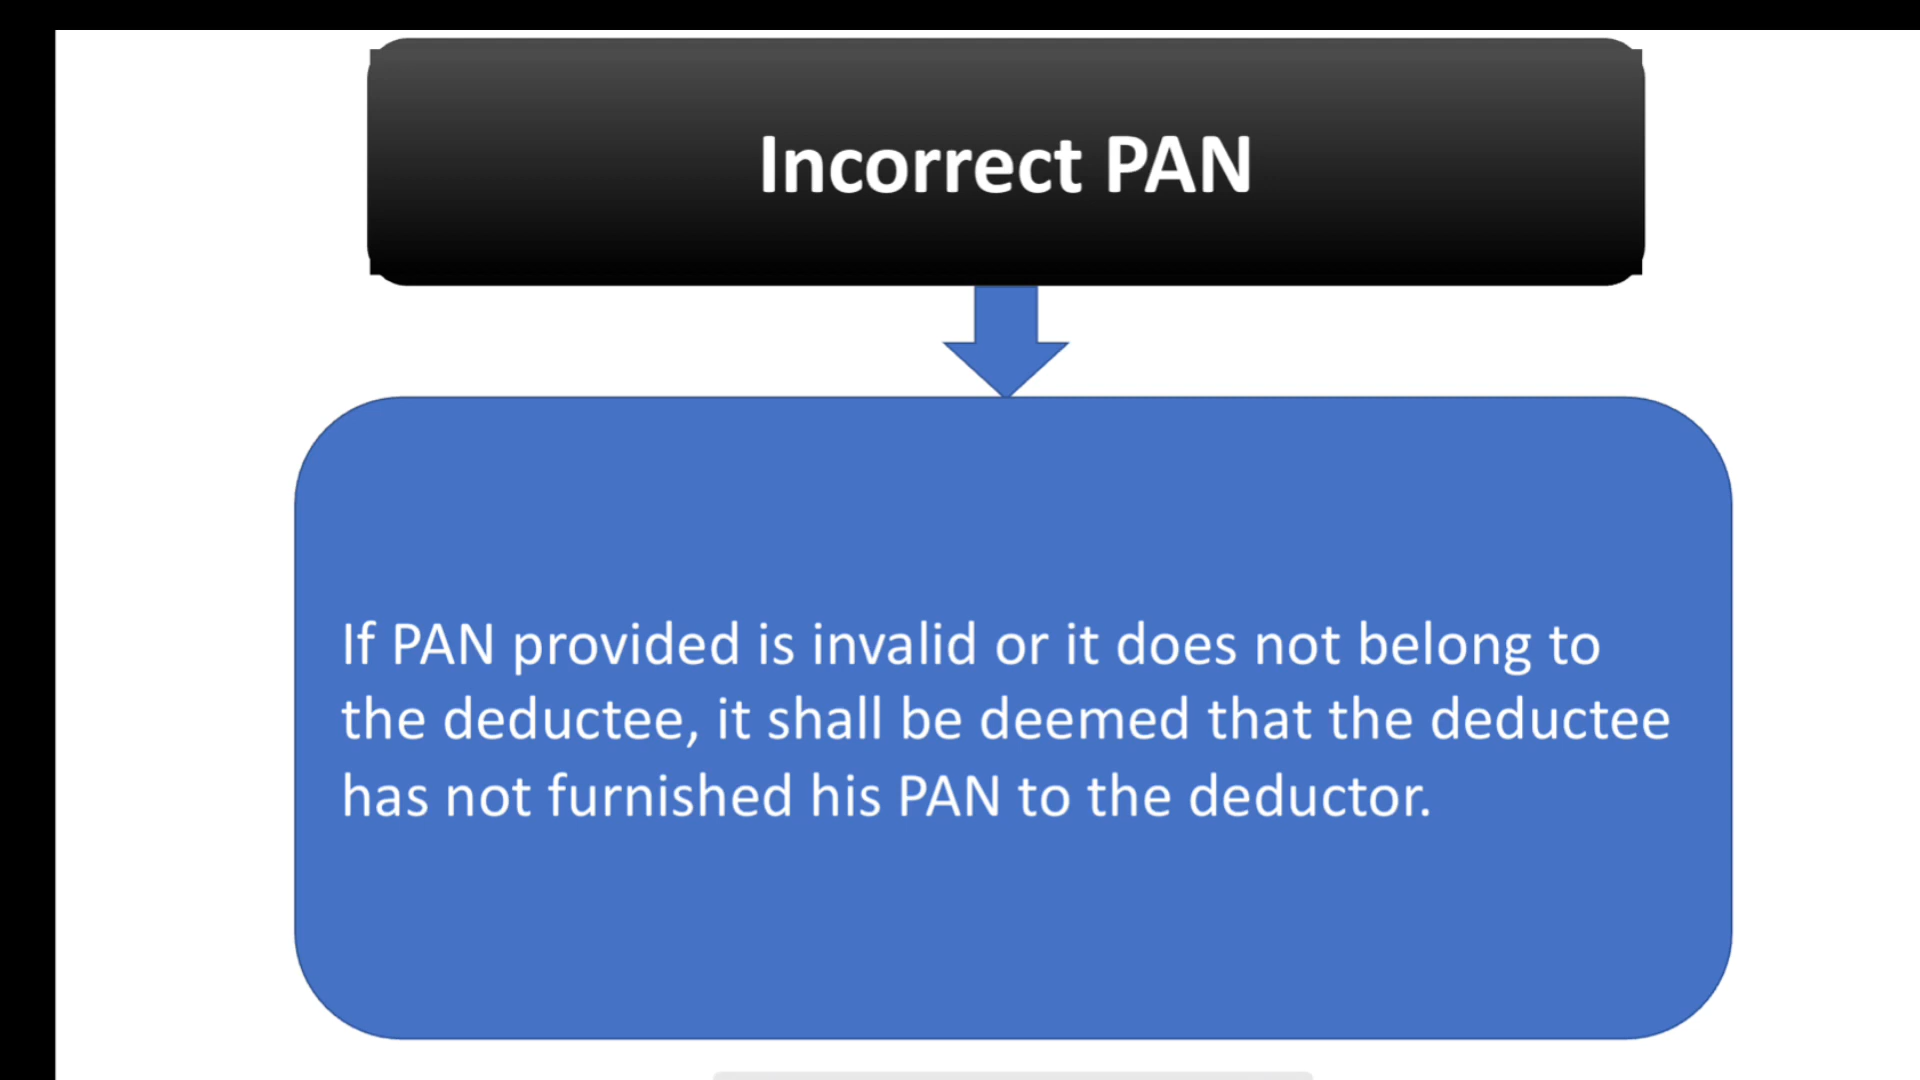 Incorrect PAN
If PAN provided is invalid or it does not belong to
the deductee, it shall be deemed that the deductee
has not furnished his PAN to the deductor.